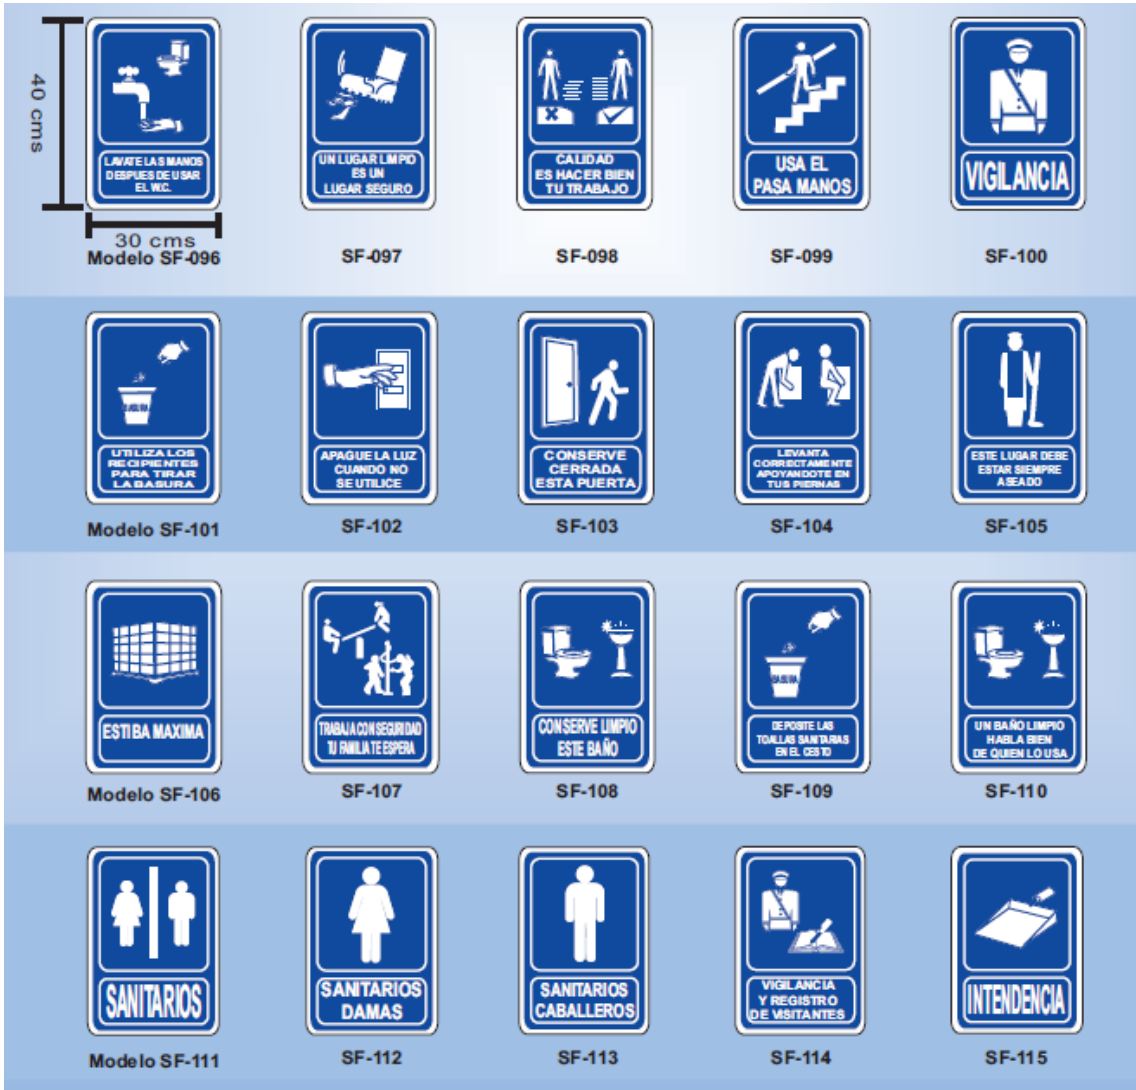 40 cms
LAVATE LAS MANOS
DESPUES DE USAR
EL W.C.
UN LUGAR LIMPIO
ES UN
LUGAR SEGURO
CALIDAD
ES HACER BIEN
TU TRABAJO
USA EL
PASA MANOS
VIGILANCIA
30 cms
Modelo SF-096
SF-097
SF-098
SF-099
SF-100
BASURA
UTILIZA LOS
RECIPIENTES
PARA TIRAR
LA BASURA
APAGUE LA LUZ
CUANDO NO
SE UTILICE
CONSERVE
CERRADA
ESTA PUERTA
LEVANTA
CORRECTAMENTE
APOYANDOTE EN
TUS PIERNAS
ESTE LUGAR DEBE
ESTAR SIEMPRE
ASEADO
Modelo SF-101
SF-102
SF-103
SF-104
SF-105
ESTIBA MAXIMA
TRABAJA CON SEGURIDAD
TU FAMILIA TE ESPERA
CONSERVE LIMPIO
ESTE BAÑO
BASURA
DEPOSITE LAS
TOALLAS SANITARIAS
EN EL CESTO
UN BAÑO LIMPIO
HABLA BIEN
DE QUIEN LO USA
Modelo SF-106
SF-107
SF-108
SF-109
SF-110
SANITARIOS
SANITARIOS
DAMAS
SANITARIOS
CABALLEROS
VIGILANCIA
Y REGISTRO
DE VISITANTES
INTENDENCIA
Modelo SF-111
SF-112
SF-113
SF-114
SF-115